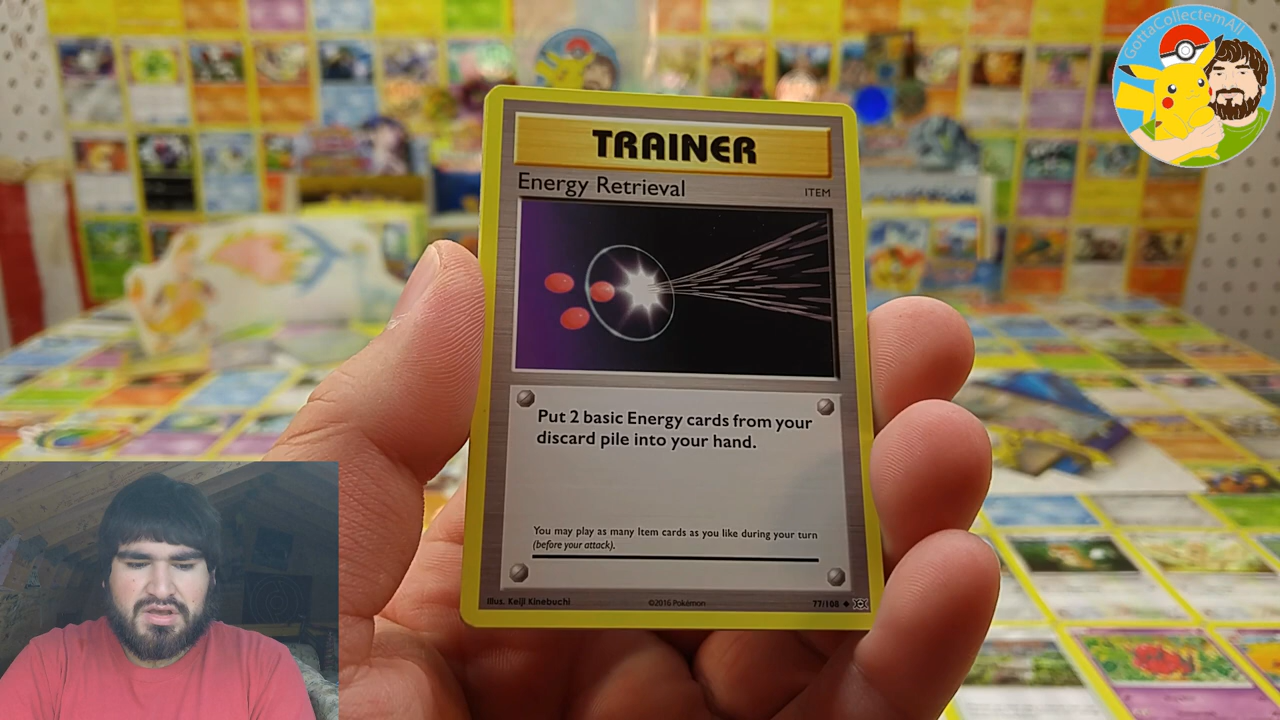 GottaCollectemAll
TRAINER
Energy Retrieval
ITEM
Put 2 basic Energy cards from your
discard pile into your hand.
You may play as many Item cards as you like during your turn
(before your attack).
Illus. Keiji Kinebuchi
©2016 Pokémon
77/108